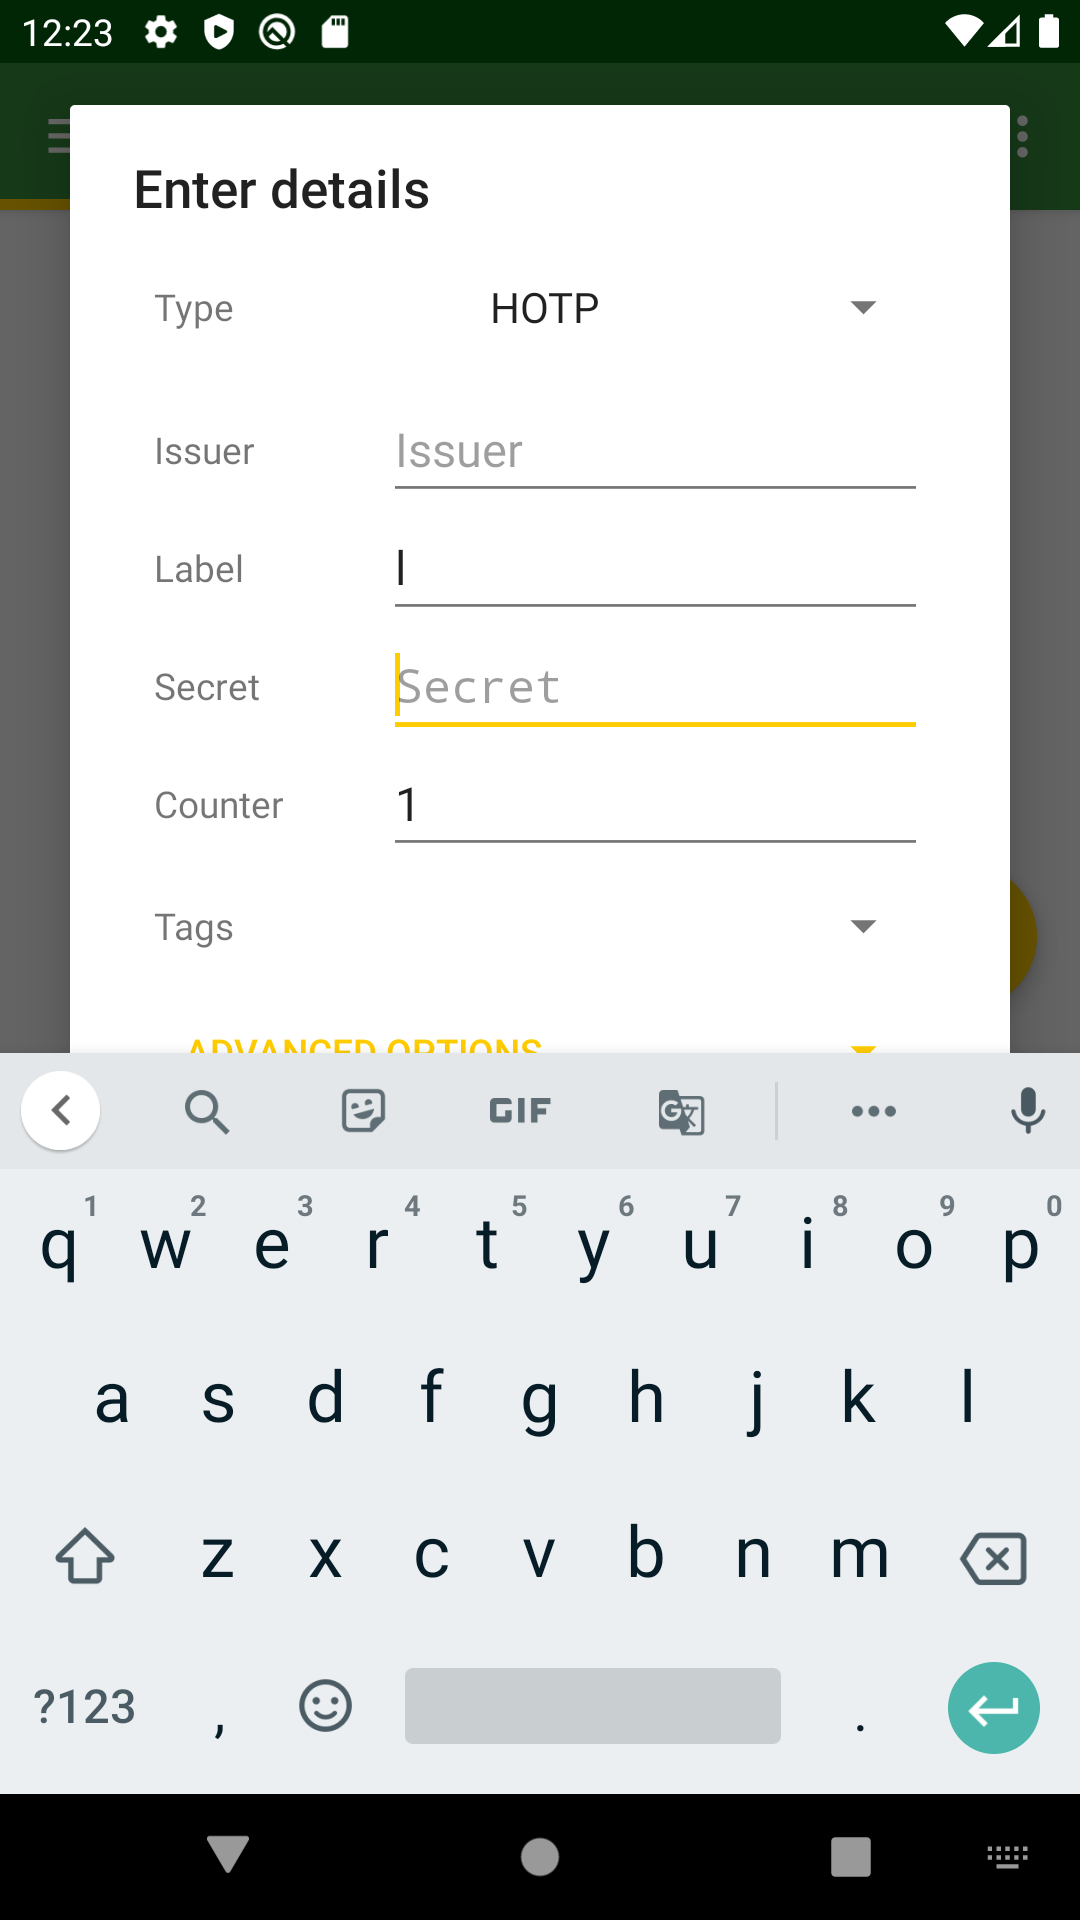 12:23
Enter details
Type HOTP
Issuer Issuer
Label l
Secret Secret
Counter 1
Tags
ADVANCED OPTIONS
GIF G
1 2 3 4 5 6 7 8 9 0
q w e r t y u i o p
a s d f g h j k l
z x c v b n m
?123 , .